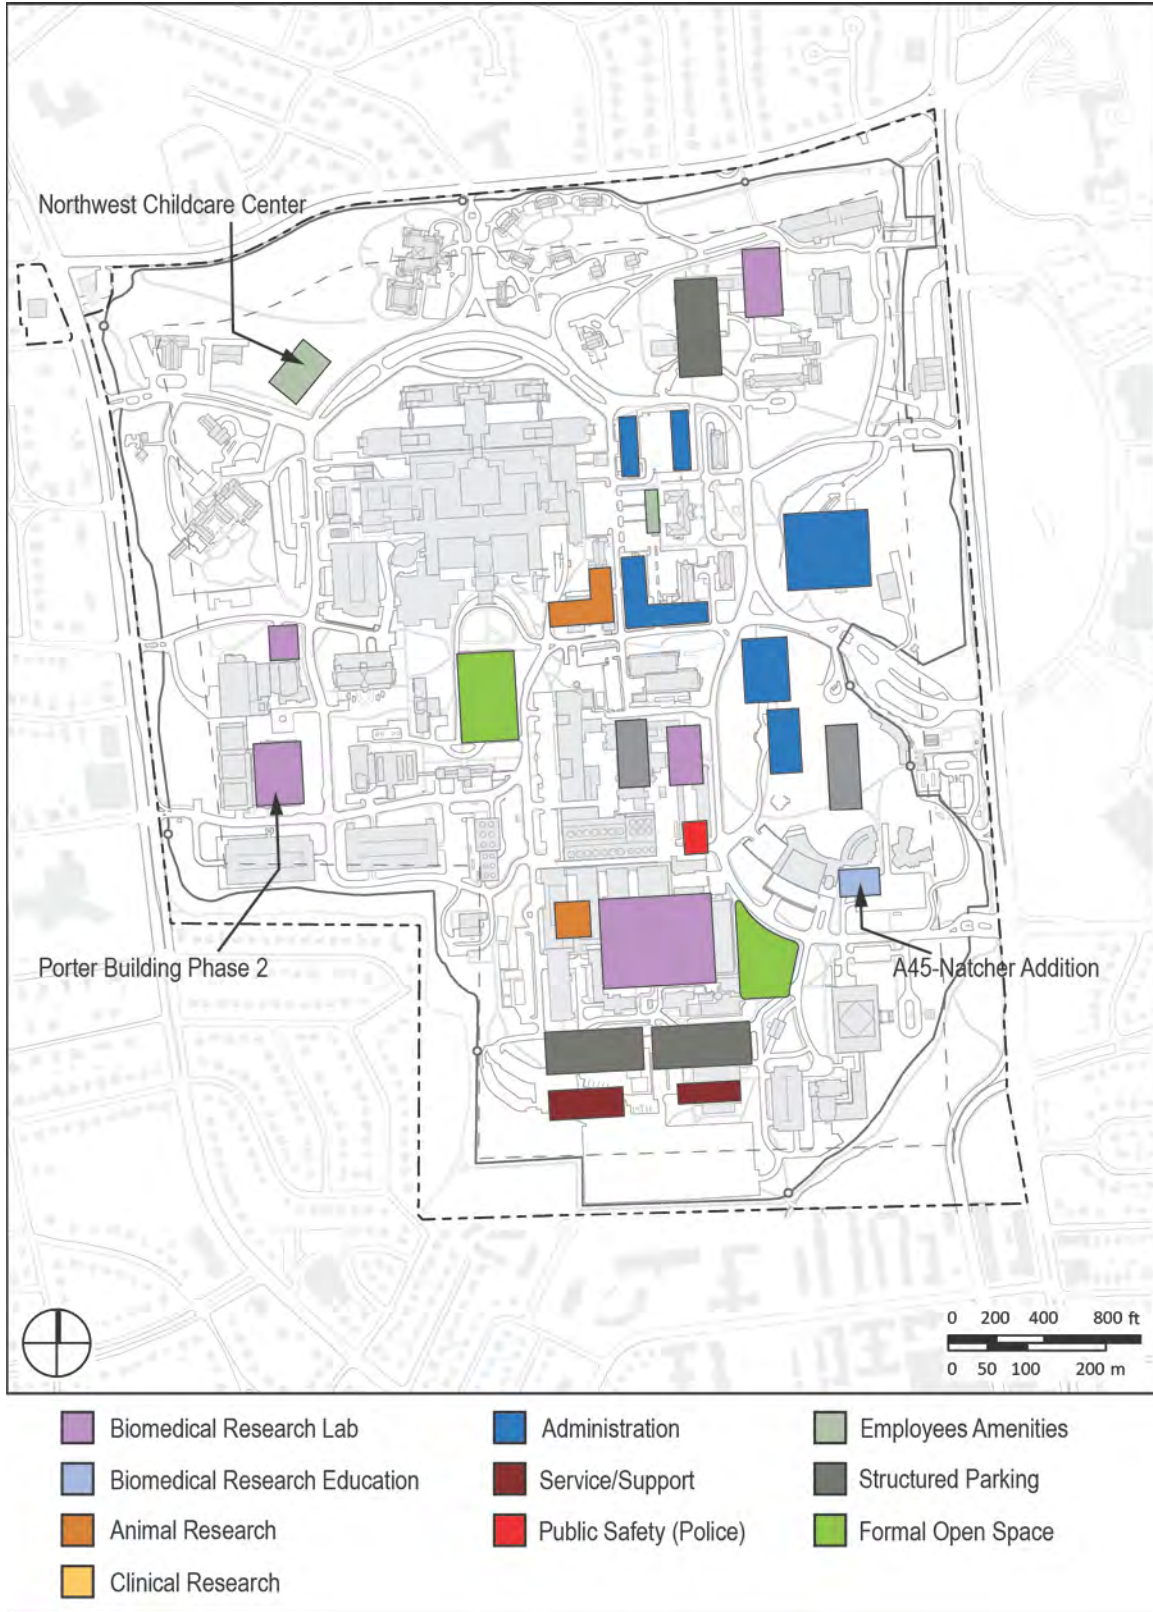 Northwest Childcare Center
Porter Building Phase 2
A45-Natcher Addition
0 200 400 800 ft
0 50 100 200 m
Biomedical Research Lab
Biomedical Research Education
Animal Research
Clinical Research
Administration
Service/Support
Public Safety (Police)
Employees Amenities
Structured Parking
Formal Open Space